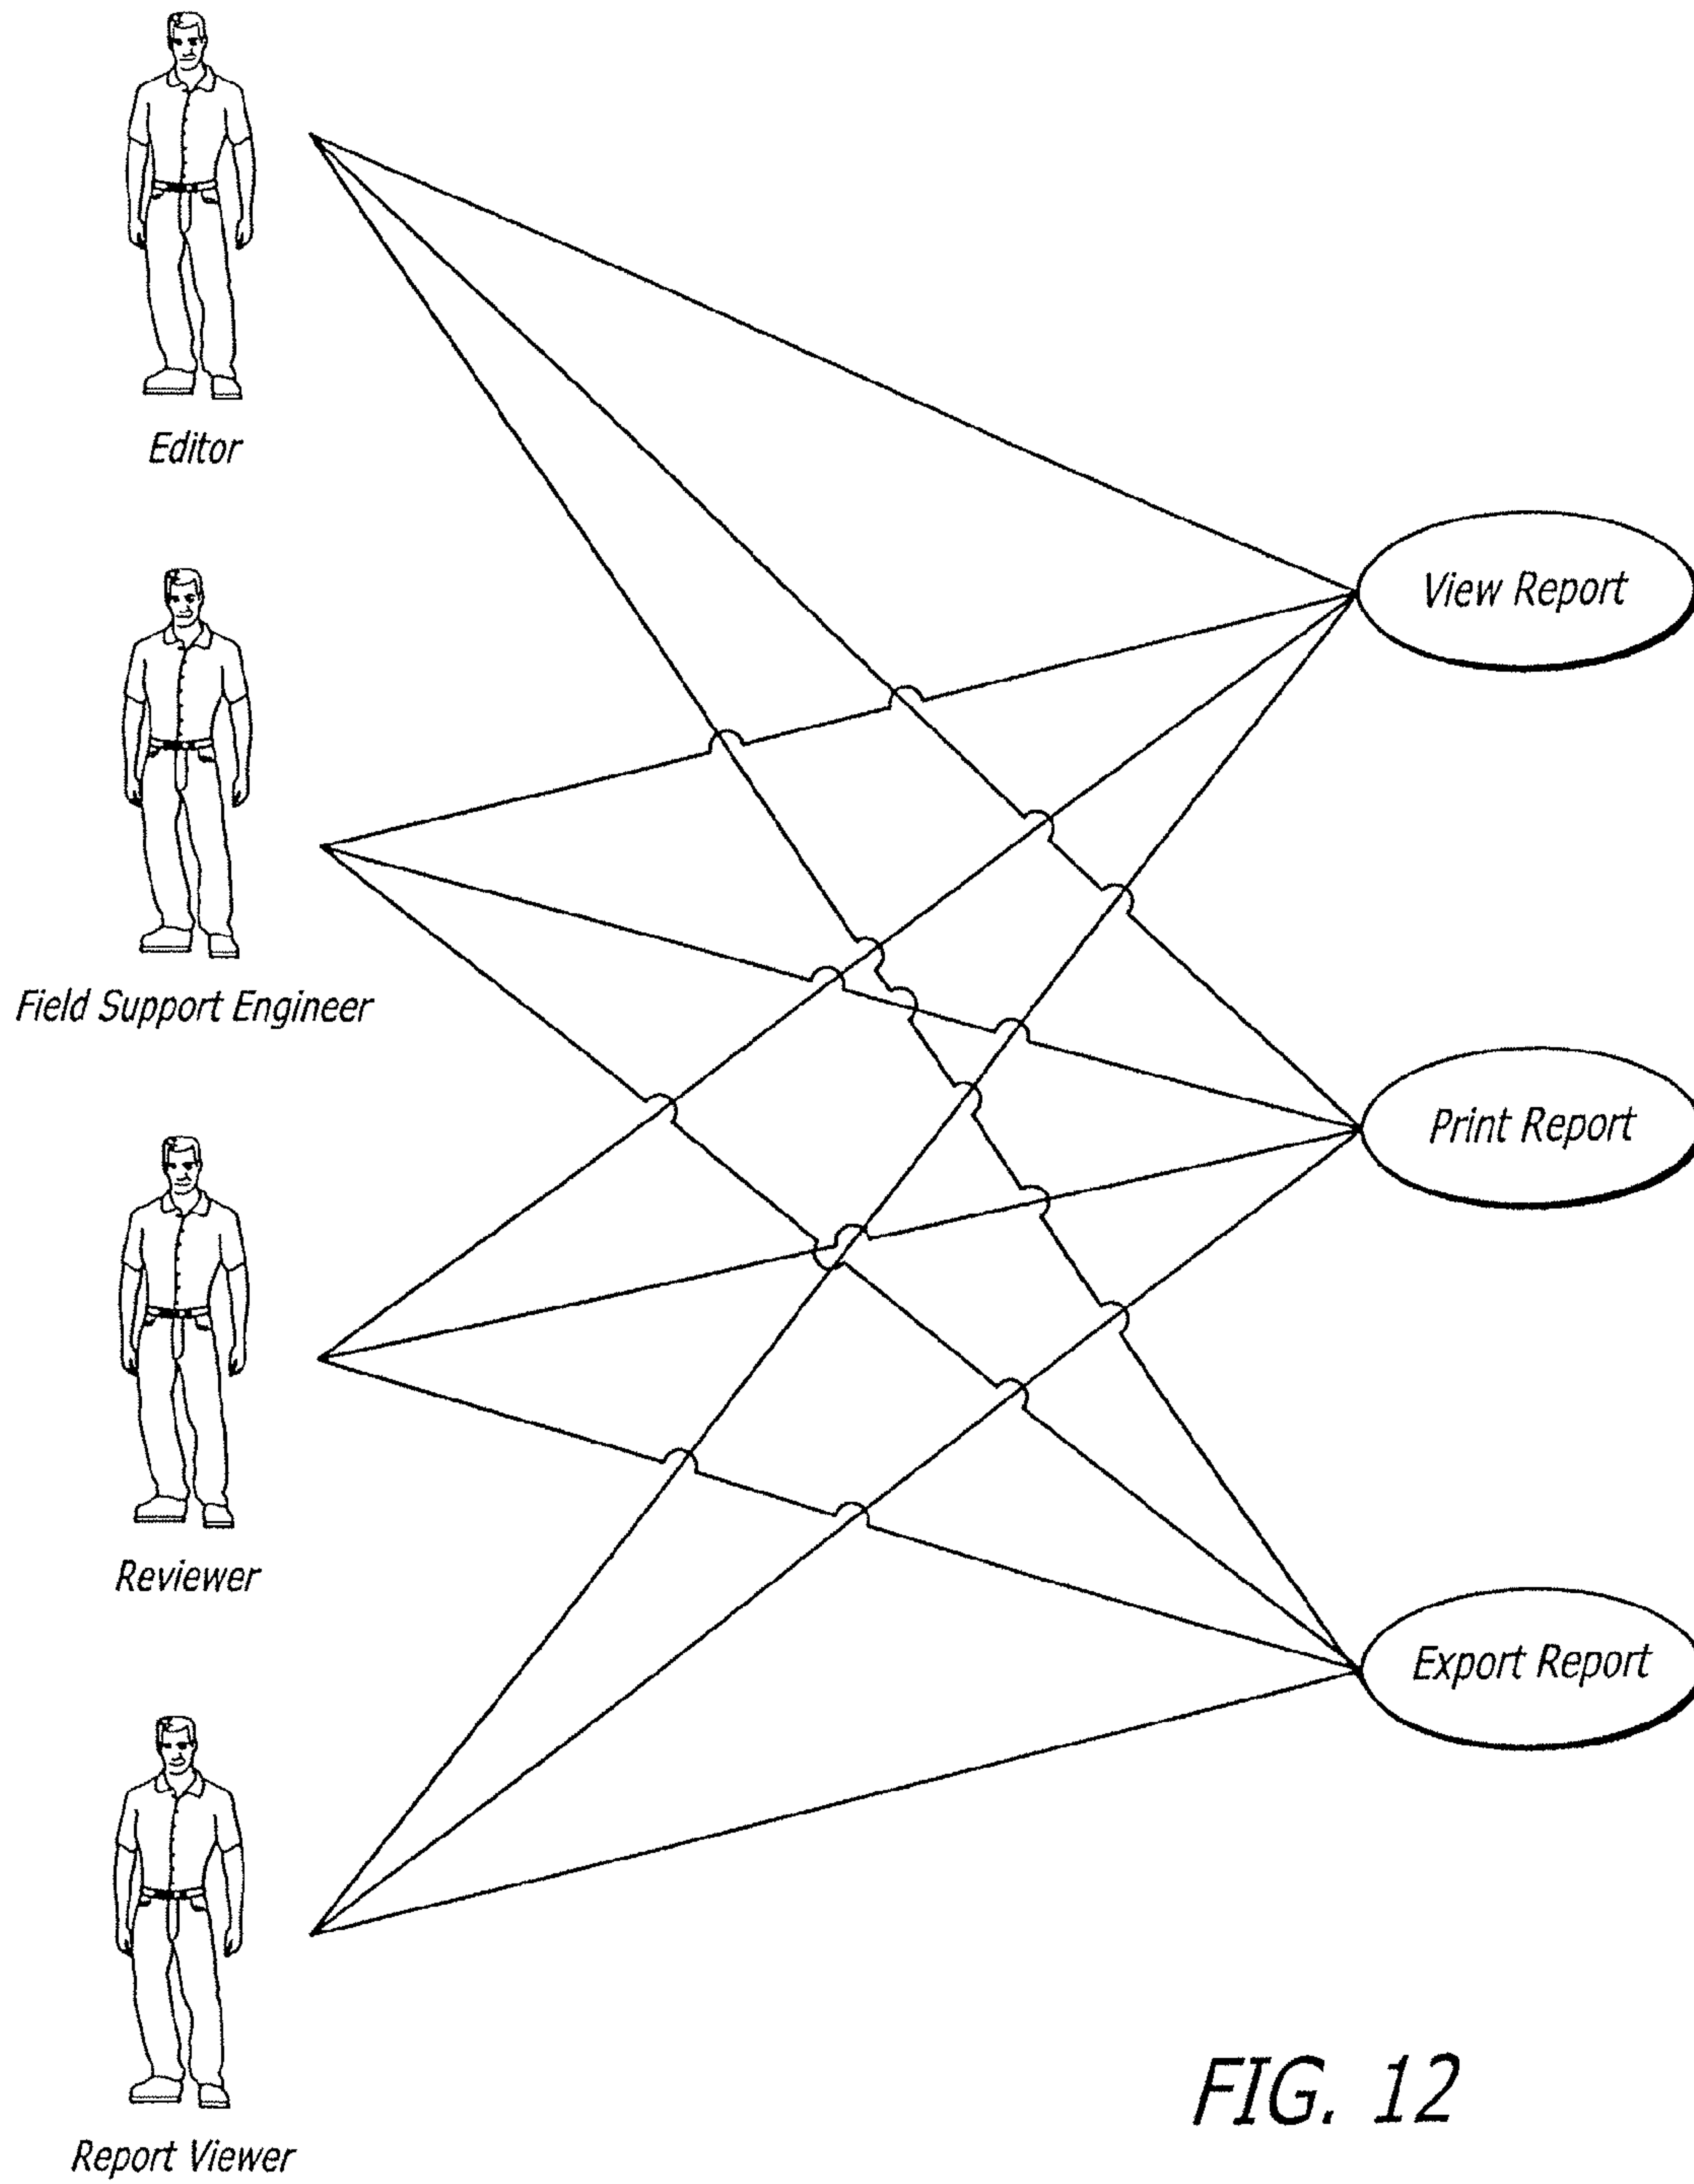 Editor
View Report
Field Support Engineer
Print Report
Reviewer
Export Report
Report Viewer
FIG. 12